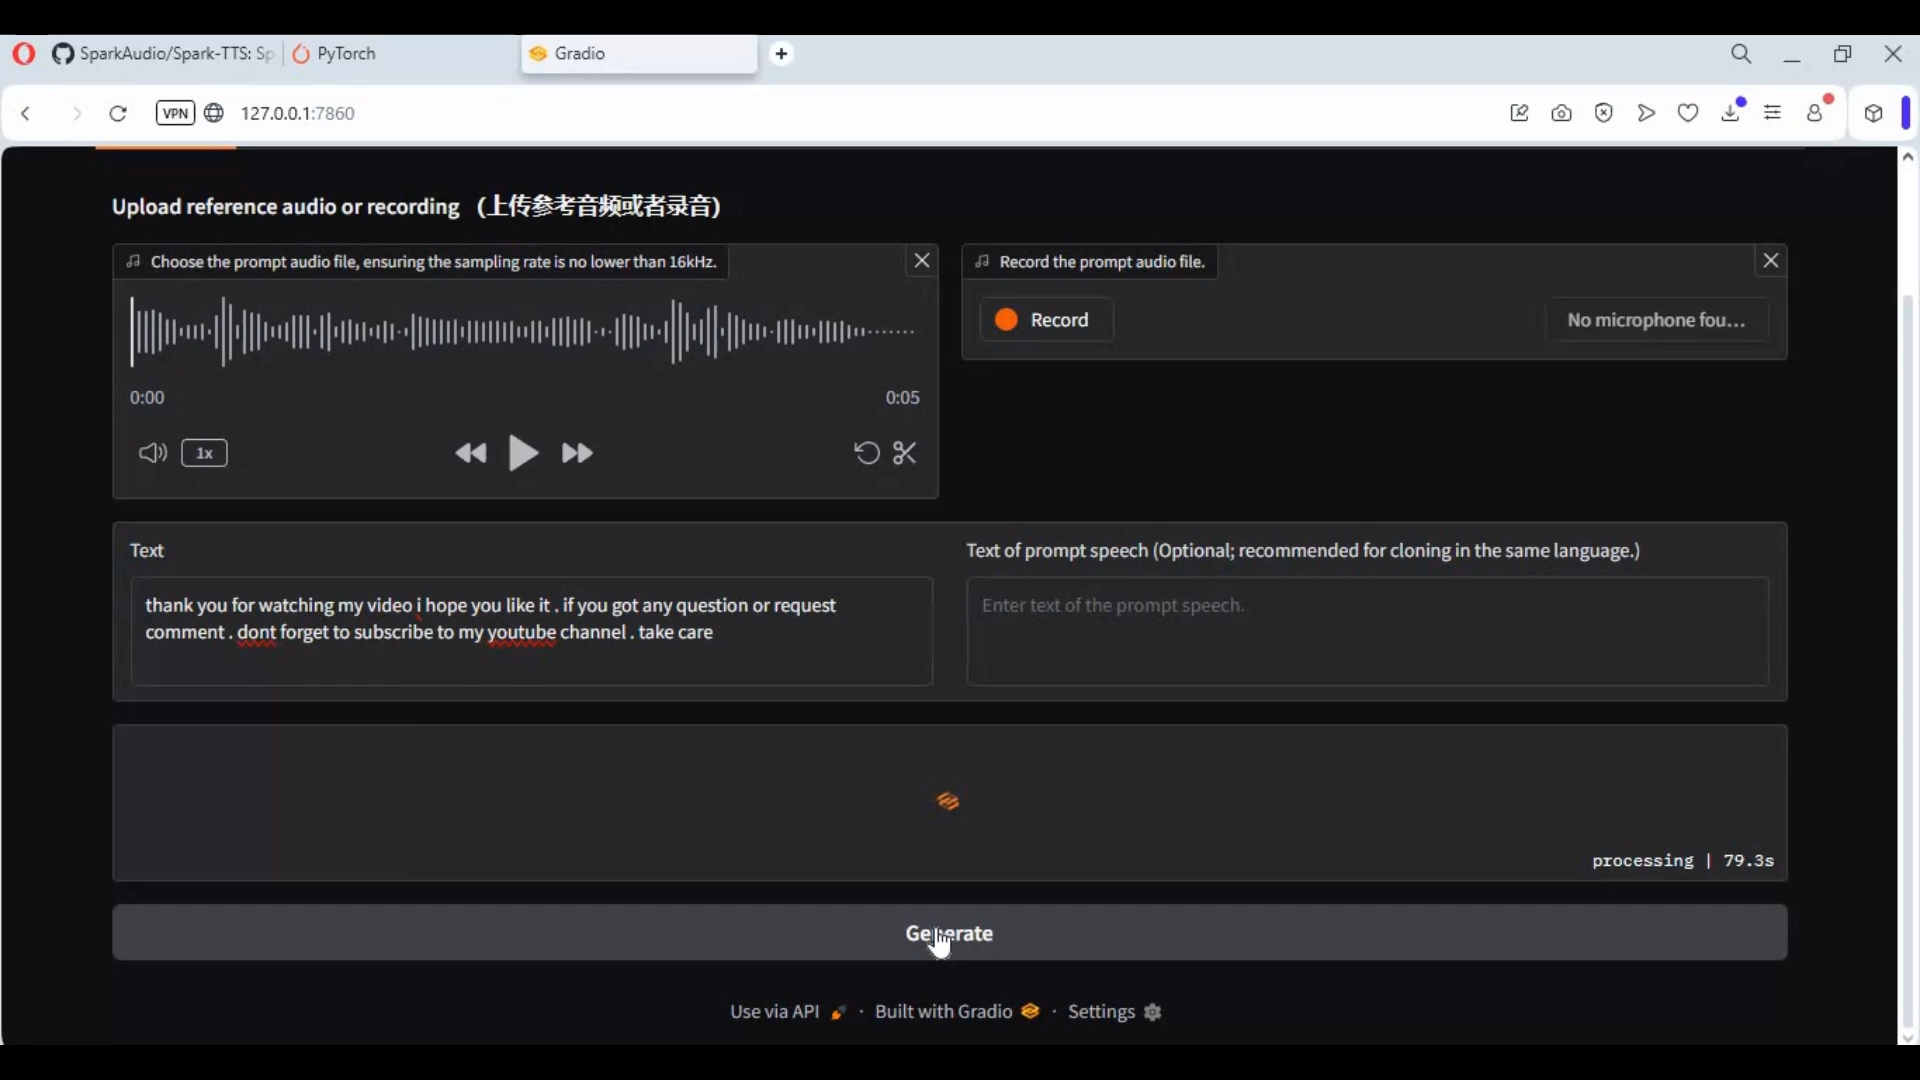 SparkAudio/Spark-TTS: Sp
PyTorch
Gradio
VPN
127.0.0.1:7860
Upload reference audio or recording （上传参考音频或者录音）
Choose the prompt audio file, ensuring the sampling rate is no lower than 16kHz.
Record the prompt audio file.
Record
No microphone fou...
0:00
0:05
1x
Text
Text of prompt speech (Optional; recommended for cloning in the same language.)
thank you for watching my video i hope you like it . if you got any question or request
comment . dont forget to subscribe to my youtube channel . take care
Enter text of the prompt speech.
processing | 79.3s
Generate
Use via API · Built with Gradio · Settings